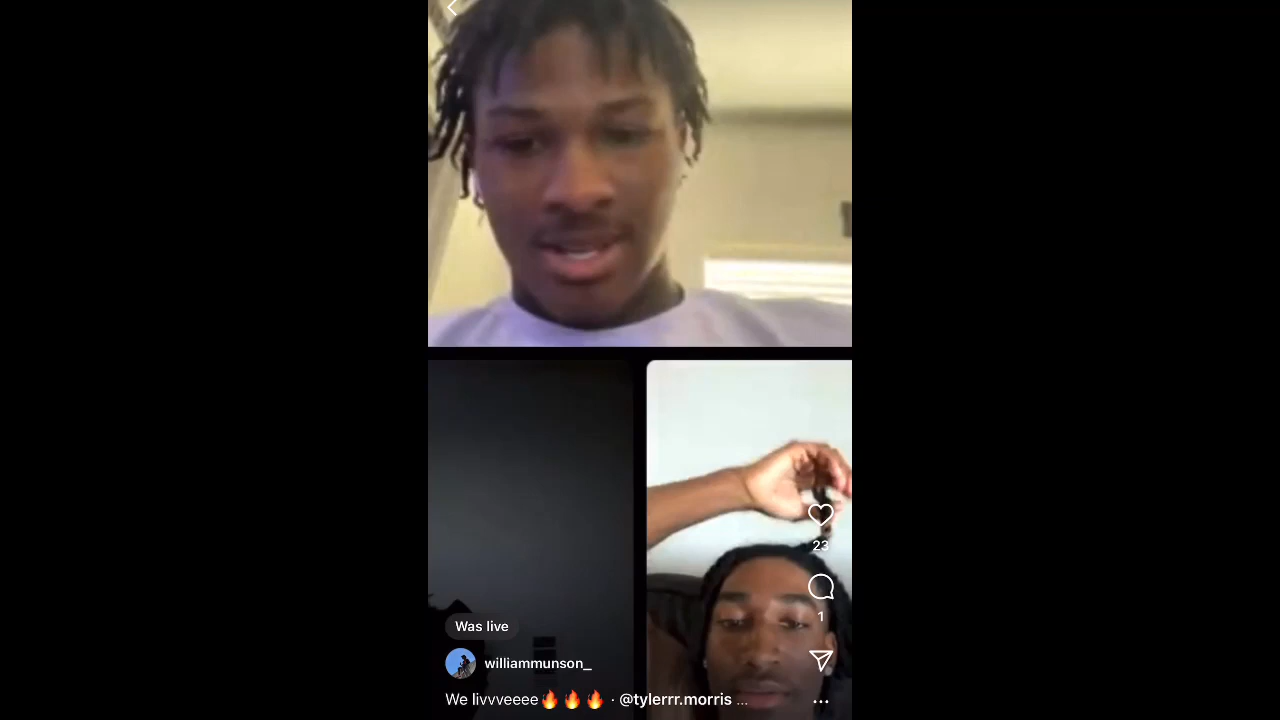 23
1
Was live
williammunson_
We livvveeee🔥🔥🔥 · @tylerrr.morris ...